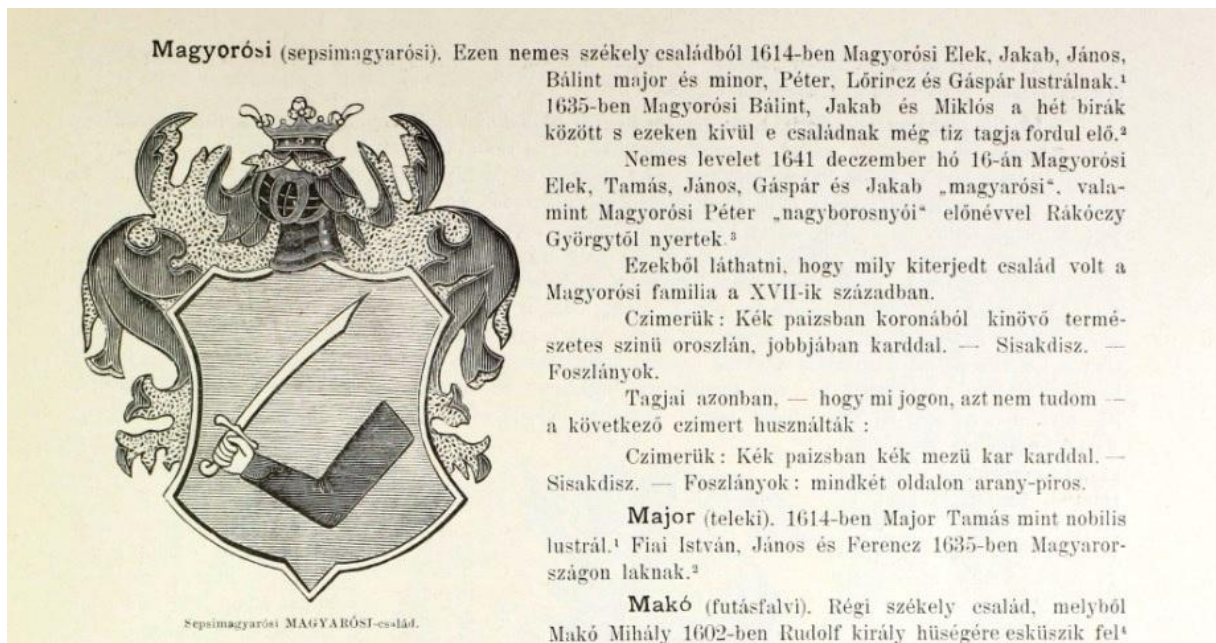 Magyorósi (sepsimagyarósi). Ezen nemes székely családból 1614-ben Magyorósi Elek, Jakab, János,
Bálint major és minor, Péter, Lőrincz és Gáspár lustrálnak.¹
1635-ben Magyorósi Bálint, Jakab és Miklós a hét birák
között s ezeken kivül e családnak még tiz tagja fordul elő.²
Nemes levelet 1641 deczember hó 16-án Magyorósi
Elek, Tamás, János, Gáspár és Jakab „magyarósi“, vala-
mint Magyorósi Péter „nagyborosnyói“ előnévvel Rákóczy
Györgytől nyertek.³
Ezekből láthatni, hogy mily kiterjedt család volt a
Magyorósi familia a XVII-ik században.
Czimerük : Kék paizsban koronából kinövő termé-
szetes szinü oroszlán, jobbjában karddal. — Sisakdisz. —
Foszlányok.
Tagjai azonban, — hogy mi jogon, azt nem tudom —
a következő czimert husználták :
Czimerük : Kék paizsban kék mezü kar karddal. —
Sisakdisz. — Foszlányok : mindkét oldalon arany-piros.
Major (teleki). 1614-ben Major Tamás mint nobilis
lustrál.¹ Fiai István, János és Ferencz 1635-ben Magyaror-
szágon laknak.²
Makó (futásfalvi). Régi székely család, melyből
Makó Mihály 1602-ben Rudolf király hüségére esküszik fel⁴
Sepsimagyarósi MAGYARÓSI-család.